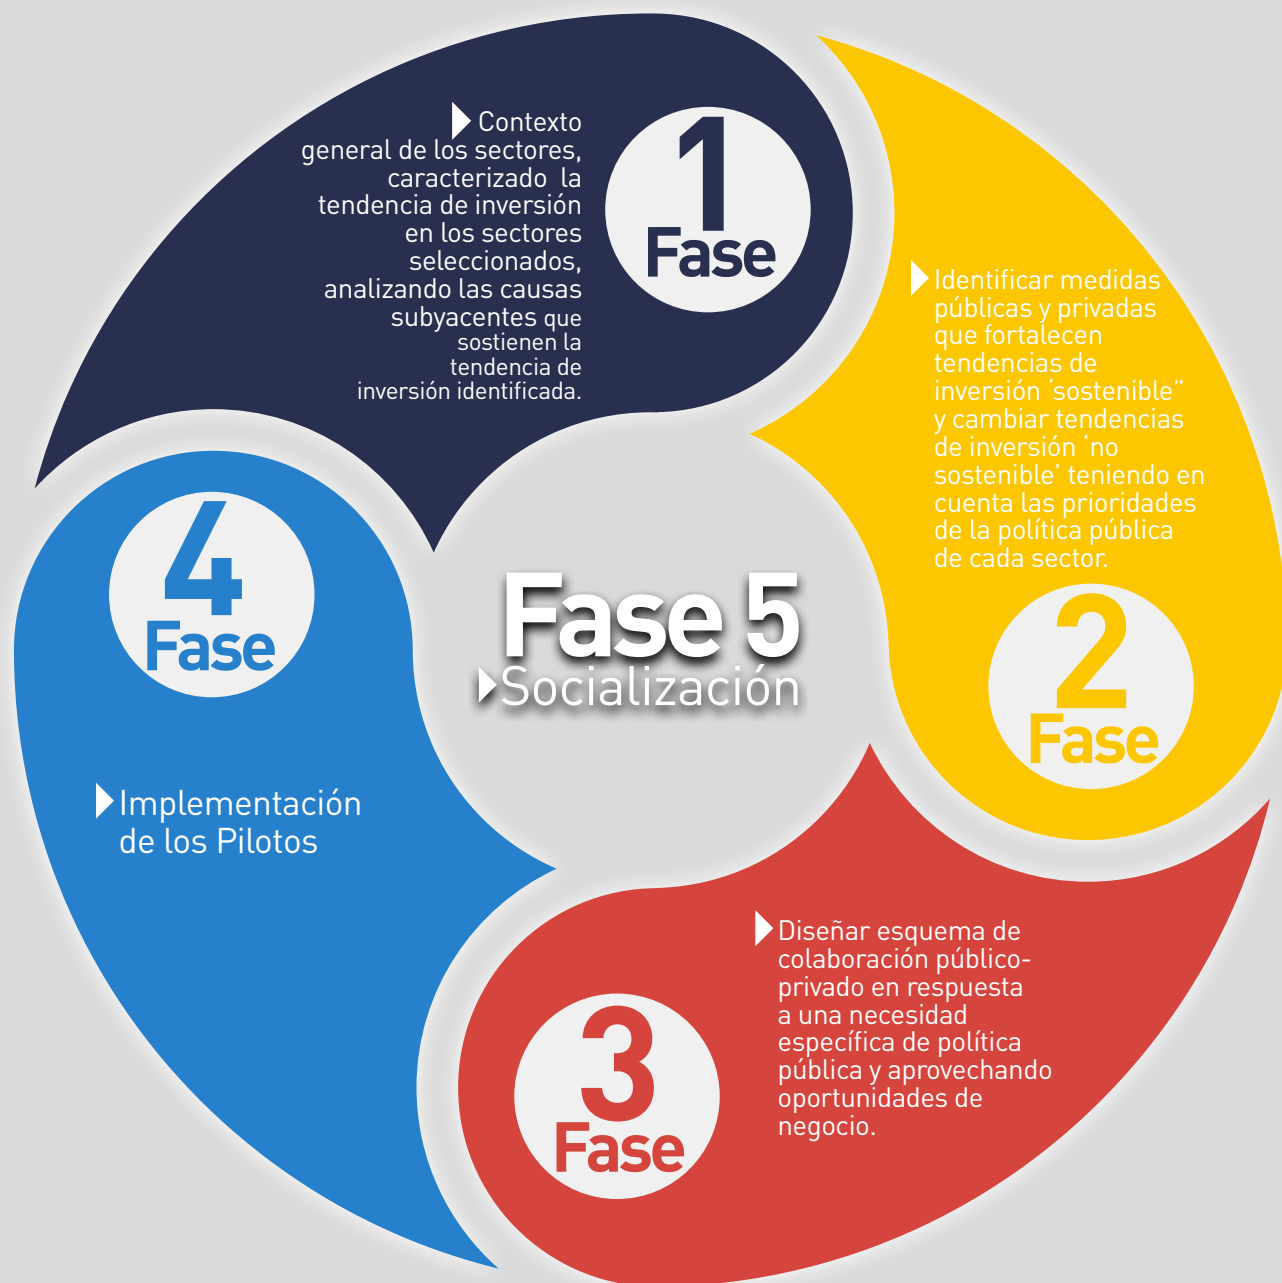 Contexto
general de los sectores,
caracterizado la
tendencia de inversión
en los sectores
seleccionados,
analizando las causas
subyacentes que
sostienen la
tendencia de
inversión identificada.
1
Fase
Identificar medidas
públicas y privadas
que fortalecen
tendencias de
inversión ‘sostenible”
y cambiar tendencias
de inversión ‘no
sostenible’ teniendo en
cuenta las prioridades
de la política pública
de cada sector.
2
Fase
Diseñar esquema de
colaboración público-
privado en respuesta
a una necesidad
específica de política
pública y aprovechando
oportunidades de
negocio.
3
Fase
4
Fase
Implementación
de los Pilotos
Fase 5
Socialización